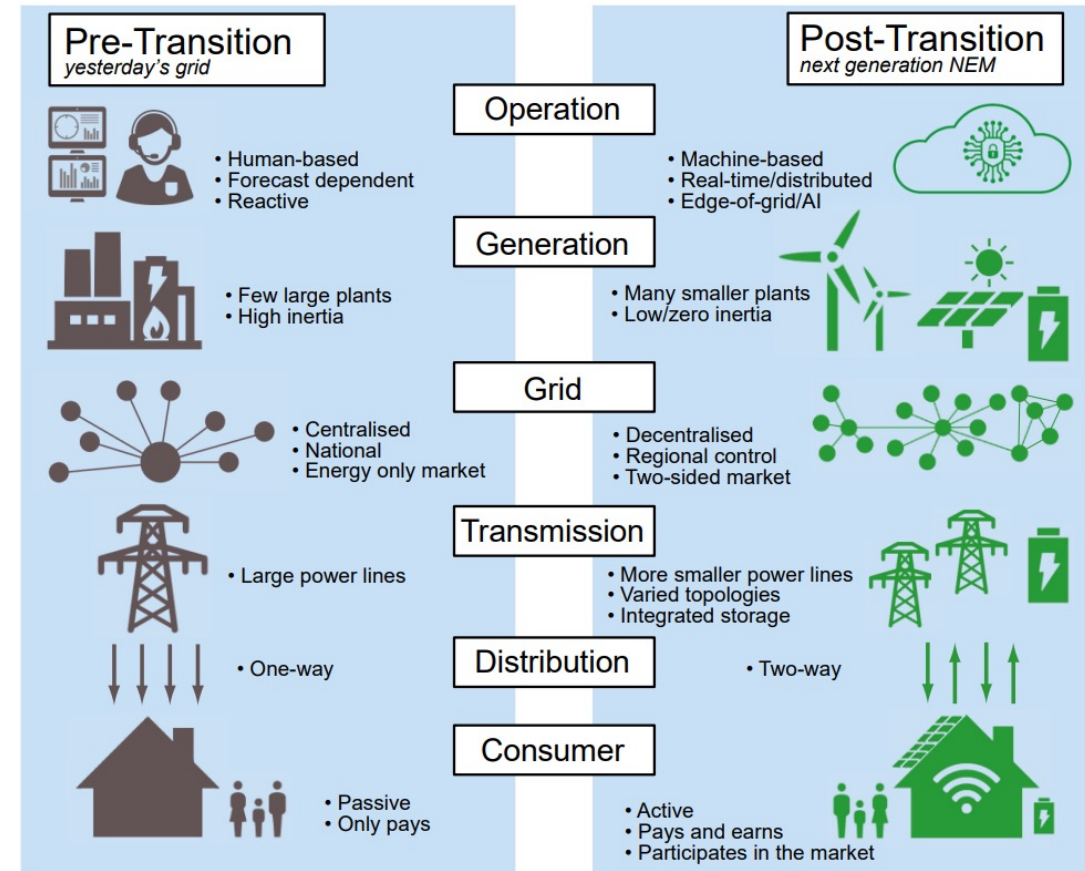 Pre-Transition
yesterday's grid
Post-Transition
next generation NEM
Operation
• Human-based
• Forecast dependent
• Reactive
• Machine-based
• Real-time/distributed
• Edge-of-grid/AI
Generation
• Few large plants
• High inertia
• Many smaller plants
• Low/zero inertia
Grid
• Centralised
• National
• Energy only market
• Decentralised
• Regional control
• Two-sided market
Transmission
• Large power lines
• More smaller power lines
• Varied topologies
• Integrated storage
Distribution
• One-way
• Two-way
Consumer
• Passive
• Only pays
• Active
• Pays and earns
• Participates in the market